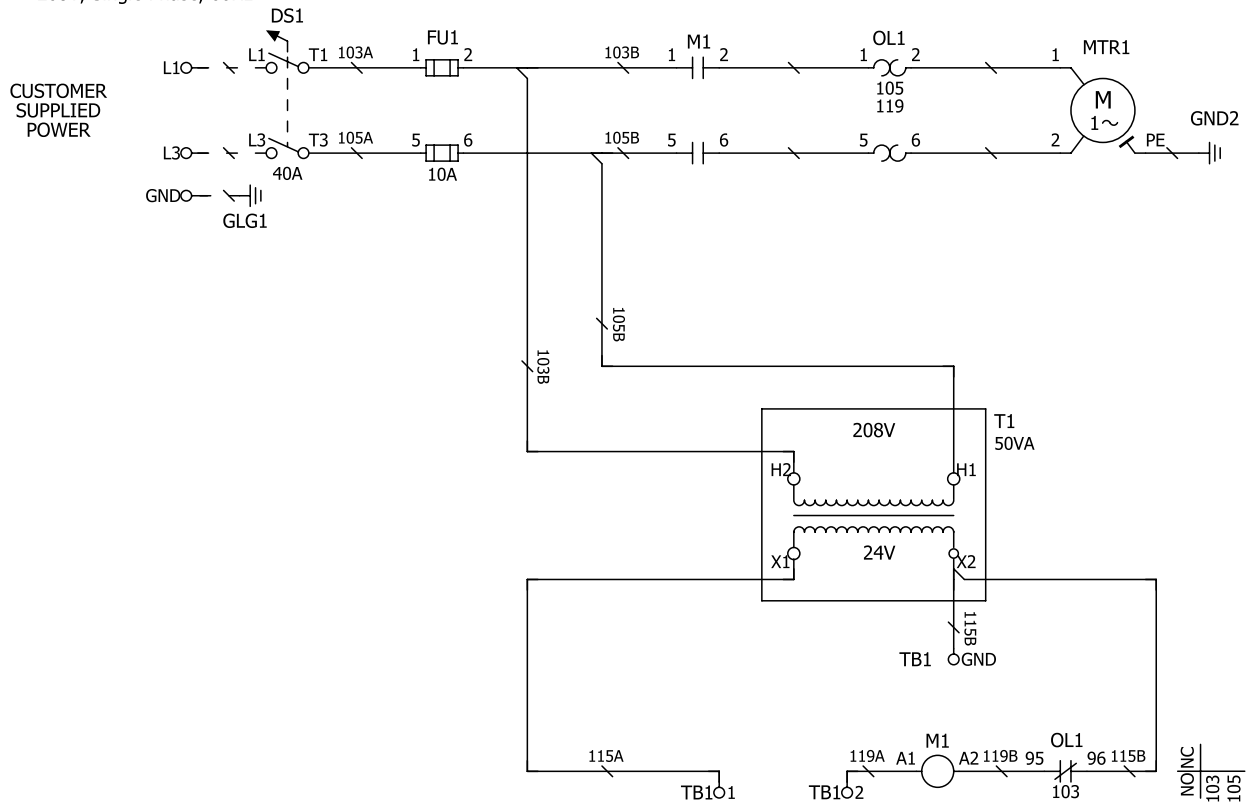 DS1
L1 L1 T1 103A 1 FU1 2 103B 1 M1 2 1 OL1 2 1 MTR1
CUSTOMER
SUPPLIED
POWER
105
119
M
1~
GND2
L3 L3 T3 105A 5 6 105B 5 6 5 6 2 PE
40A 10A
GND
GLG1
105B
103B
T1
50VA
208V
H2 H1
24V
X1 X2
115B
TB1 GND
115A 119A A1 M1 A2 119B 95 OL1 96 115B
TB1 1 TB1 2 103
NO NC
103
105